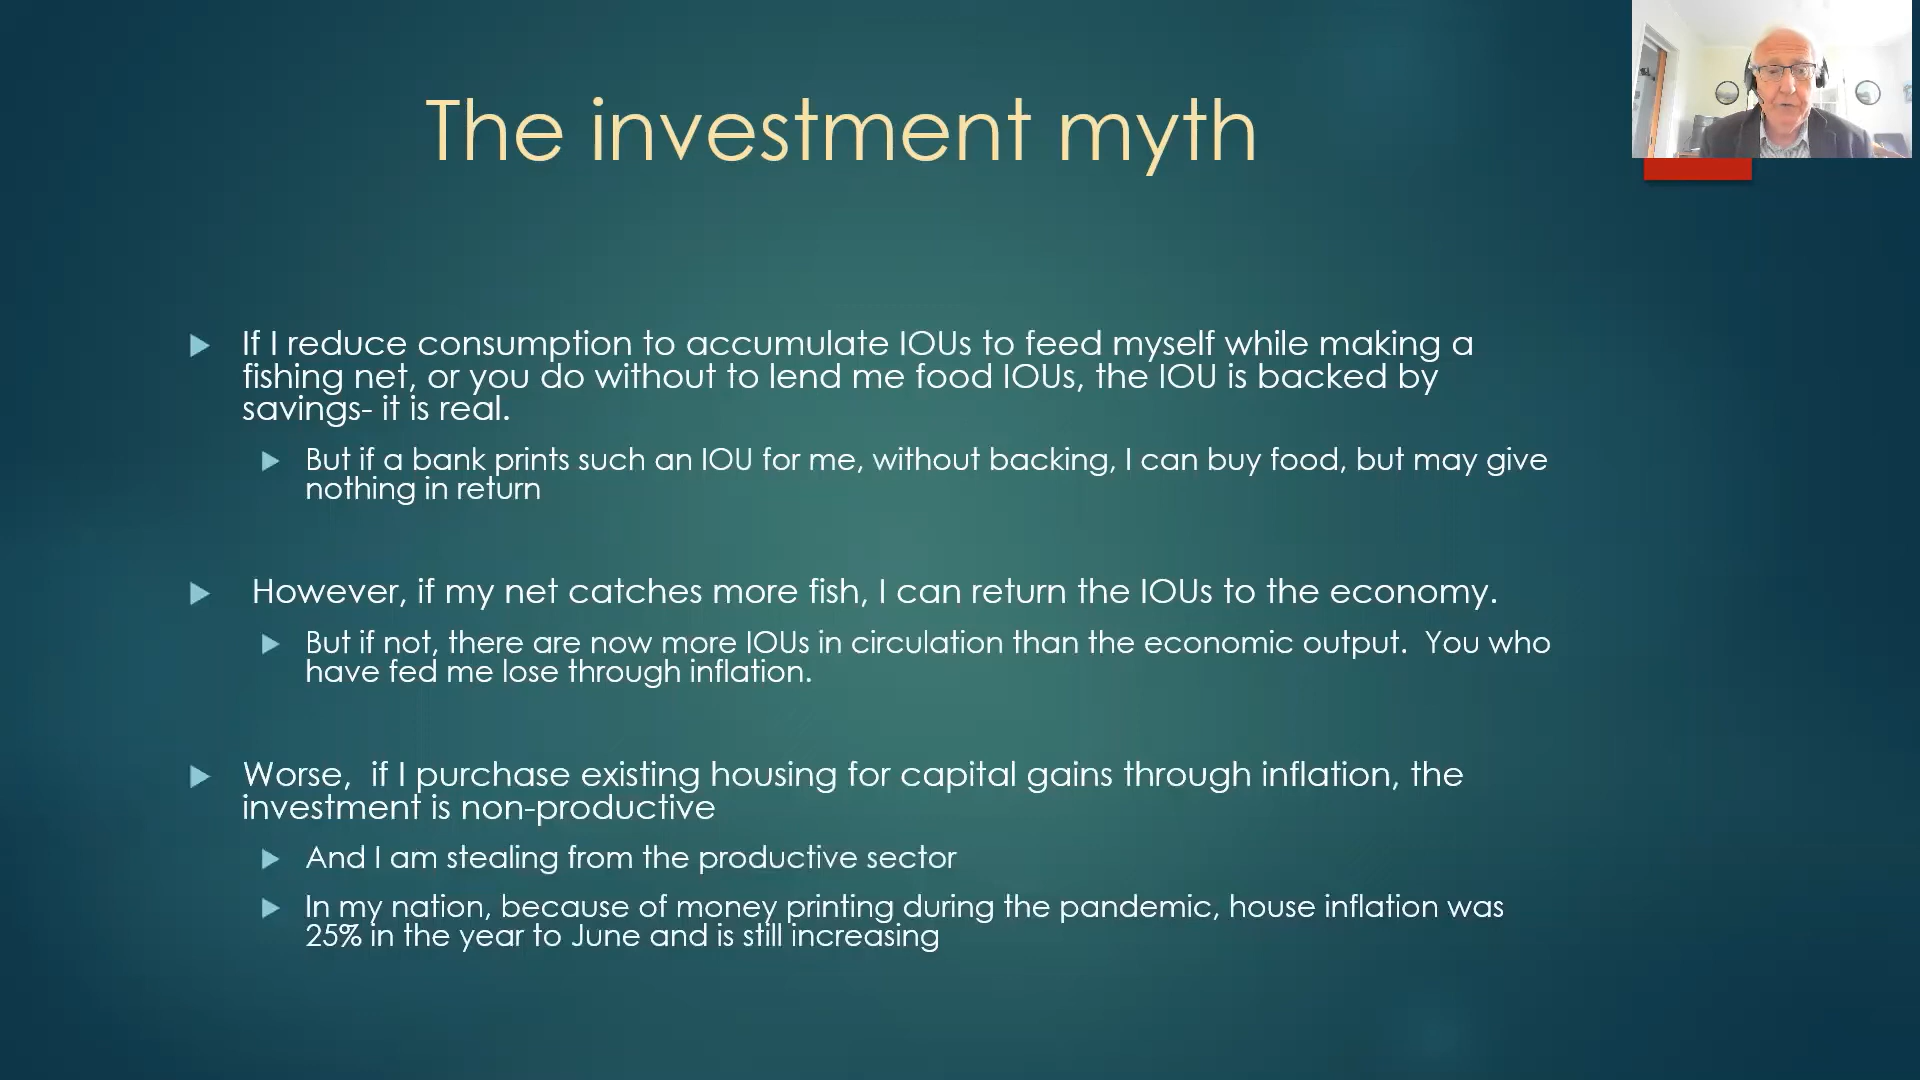 The investment myth
If I reduce consumption to accumulate IOUs to feed myself while making a
fishing net, or you do without to lend me food IOUs, the IOU is backed by
savings- it is real.
But if a bank prints such an IOU for me, without backing, I can buy food, but may give
nothing in return
However, if my net catches more fish, I can return the IOUs to the economy.
But if not, there are now more IOUs in circulation than the economic output.  You who
have fed me lose through inflation.
Worse,  if I purchase existing housing for capital gains through inflation, the
investment is non-productive
And I am stealing from the productive sector
In my nation, because of money printing during the pandemic, house inflation was
25% in the year to June and is still increasing